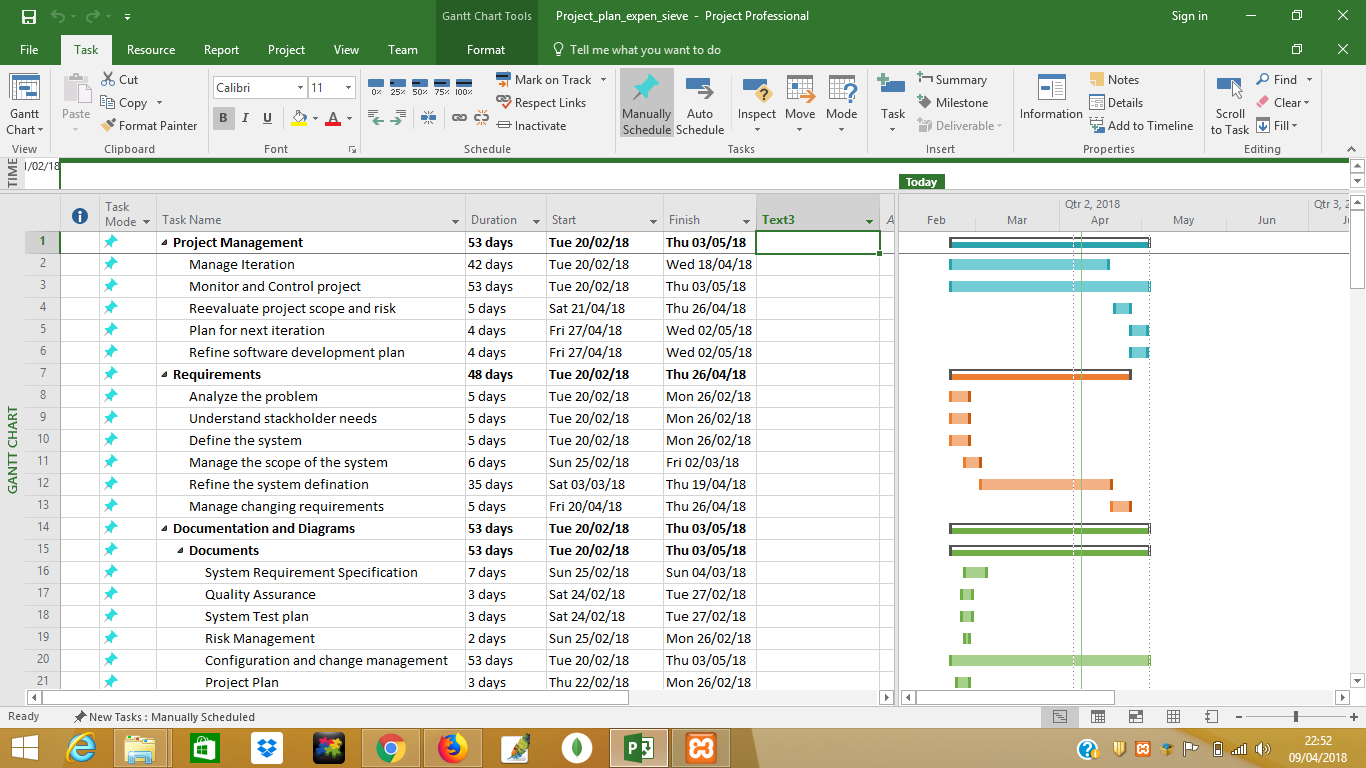 Gantt Chart Tools
Project_plan_expen_sieve - Project Professional
Sign in
File Task Resource Report Project View Team Format Tell me what you want to do
Gantt Chart
View
Paste
Cut
Copy
Format Painter
Clipboard
Calibri 11
B I U A
Font
0% 25% 50% 75% 100%
Mark on Track
Respect Links
Inactivate
Schedule
Manually Schedule
Auto Schedule
Inspect
Move
Mode
Tasks
Task
Summary
Milestone
Deliverable
Insert
Information
Notes
Details
Add to Timeline
Properties
Scroll to Task
Find
Clear
Fill
Editing
TIME
/02/18
Today
GANTT CHART
Task Mode Task Name Duration Start Finish Text3 A
Qtr 2, 2018 Qtr 3, 2
Feb Mar Apr May Jun
1 Project Management 53 days Tue 20/02/18 Thu 03/05/18
2 Manage Iteration 42 days Tue 20/02/18 Wed 18/04/18
3 Monitor and Control project 53 days Tue 20/02/18 Thu 03/05/18
4 Reevaluate project scope and risk 5 days Sat 21/04/18 Thu 26/04/18
5 Plan for next iteration 4 days Fri 27/04/18 Wed 02/05/18
6 Refine software development plan 4 days Fri 27/04/18 Wed 02/05/18
7 Requirements 48 days Tue 20/02/18 Thu 26/04/18
8 Analyze the problem 5 days Tue 20/02/18 Mon 26/02/18
9 Understand stackholder needs 5 days Tue 20/02/18 Mon 26/02/18
10 Define the system 5 days Tue 20/02/18 Mon 26/02/18
11 Manage the scope of the system 6 days Sun 25/02/18 Fri 02/03/18
12 Refine the system defination 35 days Sat 03/03/18 Thu 19/04/18
13 Manage changing requirements 5 days Fri 20/04/18 Thu 26/04/18
14 Documentation and Diagrams 53 days Tue 20/02/18 Thu 03/05/18
15 Documents 53 days Tue 20/02/18 Thu 03/05/18
16 System Requirement Specification 7 days Sun 25/02/18 Sun 04/03/18
17 Quality Assurance 3 days Sat 24/02/18 Tue 27/02/18
18 System Test plan 3 days Sat 24/02/18 Tue 27/02/18
19 Risk Management 2 days Sun 25/02/18 Mon 26/02/18
20 Configuration and change management 53 days Tue 20/02/18 Thu 03/05/18
21 Project Plan 3 days Thu 22/02/18 Mon 26/02/18
Ready New Tasks : Manually Scheduled
22:52
09/04/2018